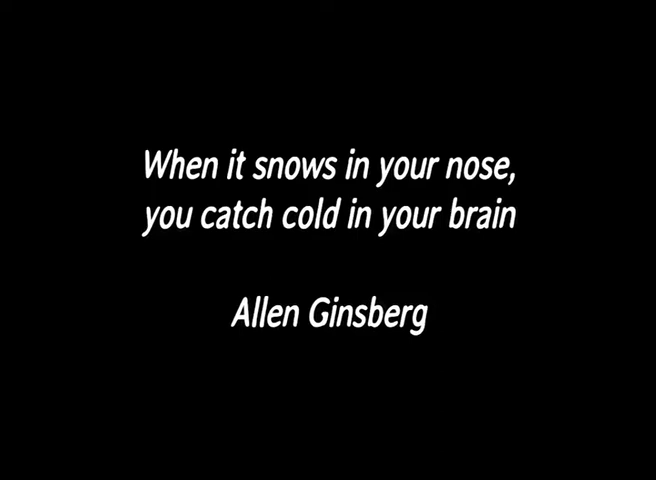 When it snows in your nose,
you catch cold in your brain
Allen Ginsberg